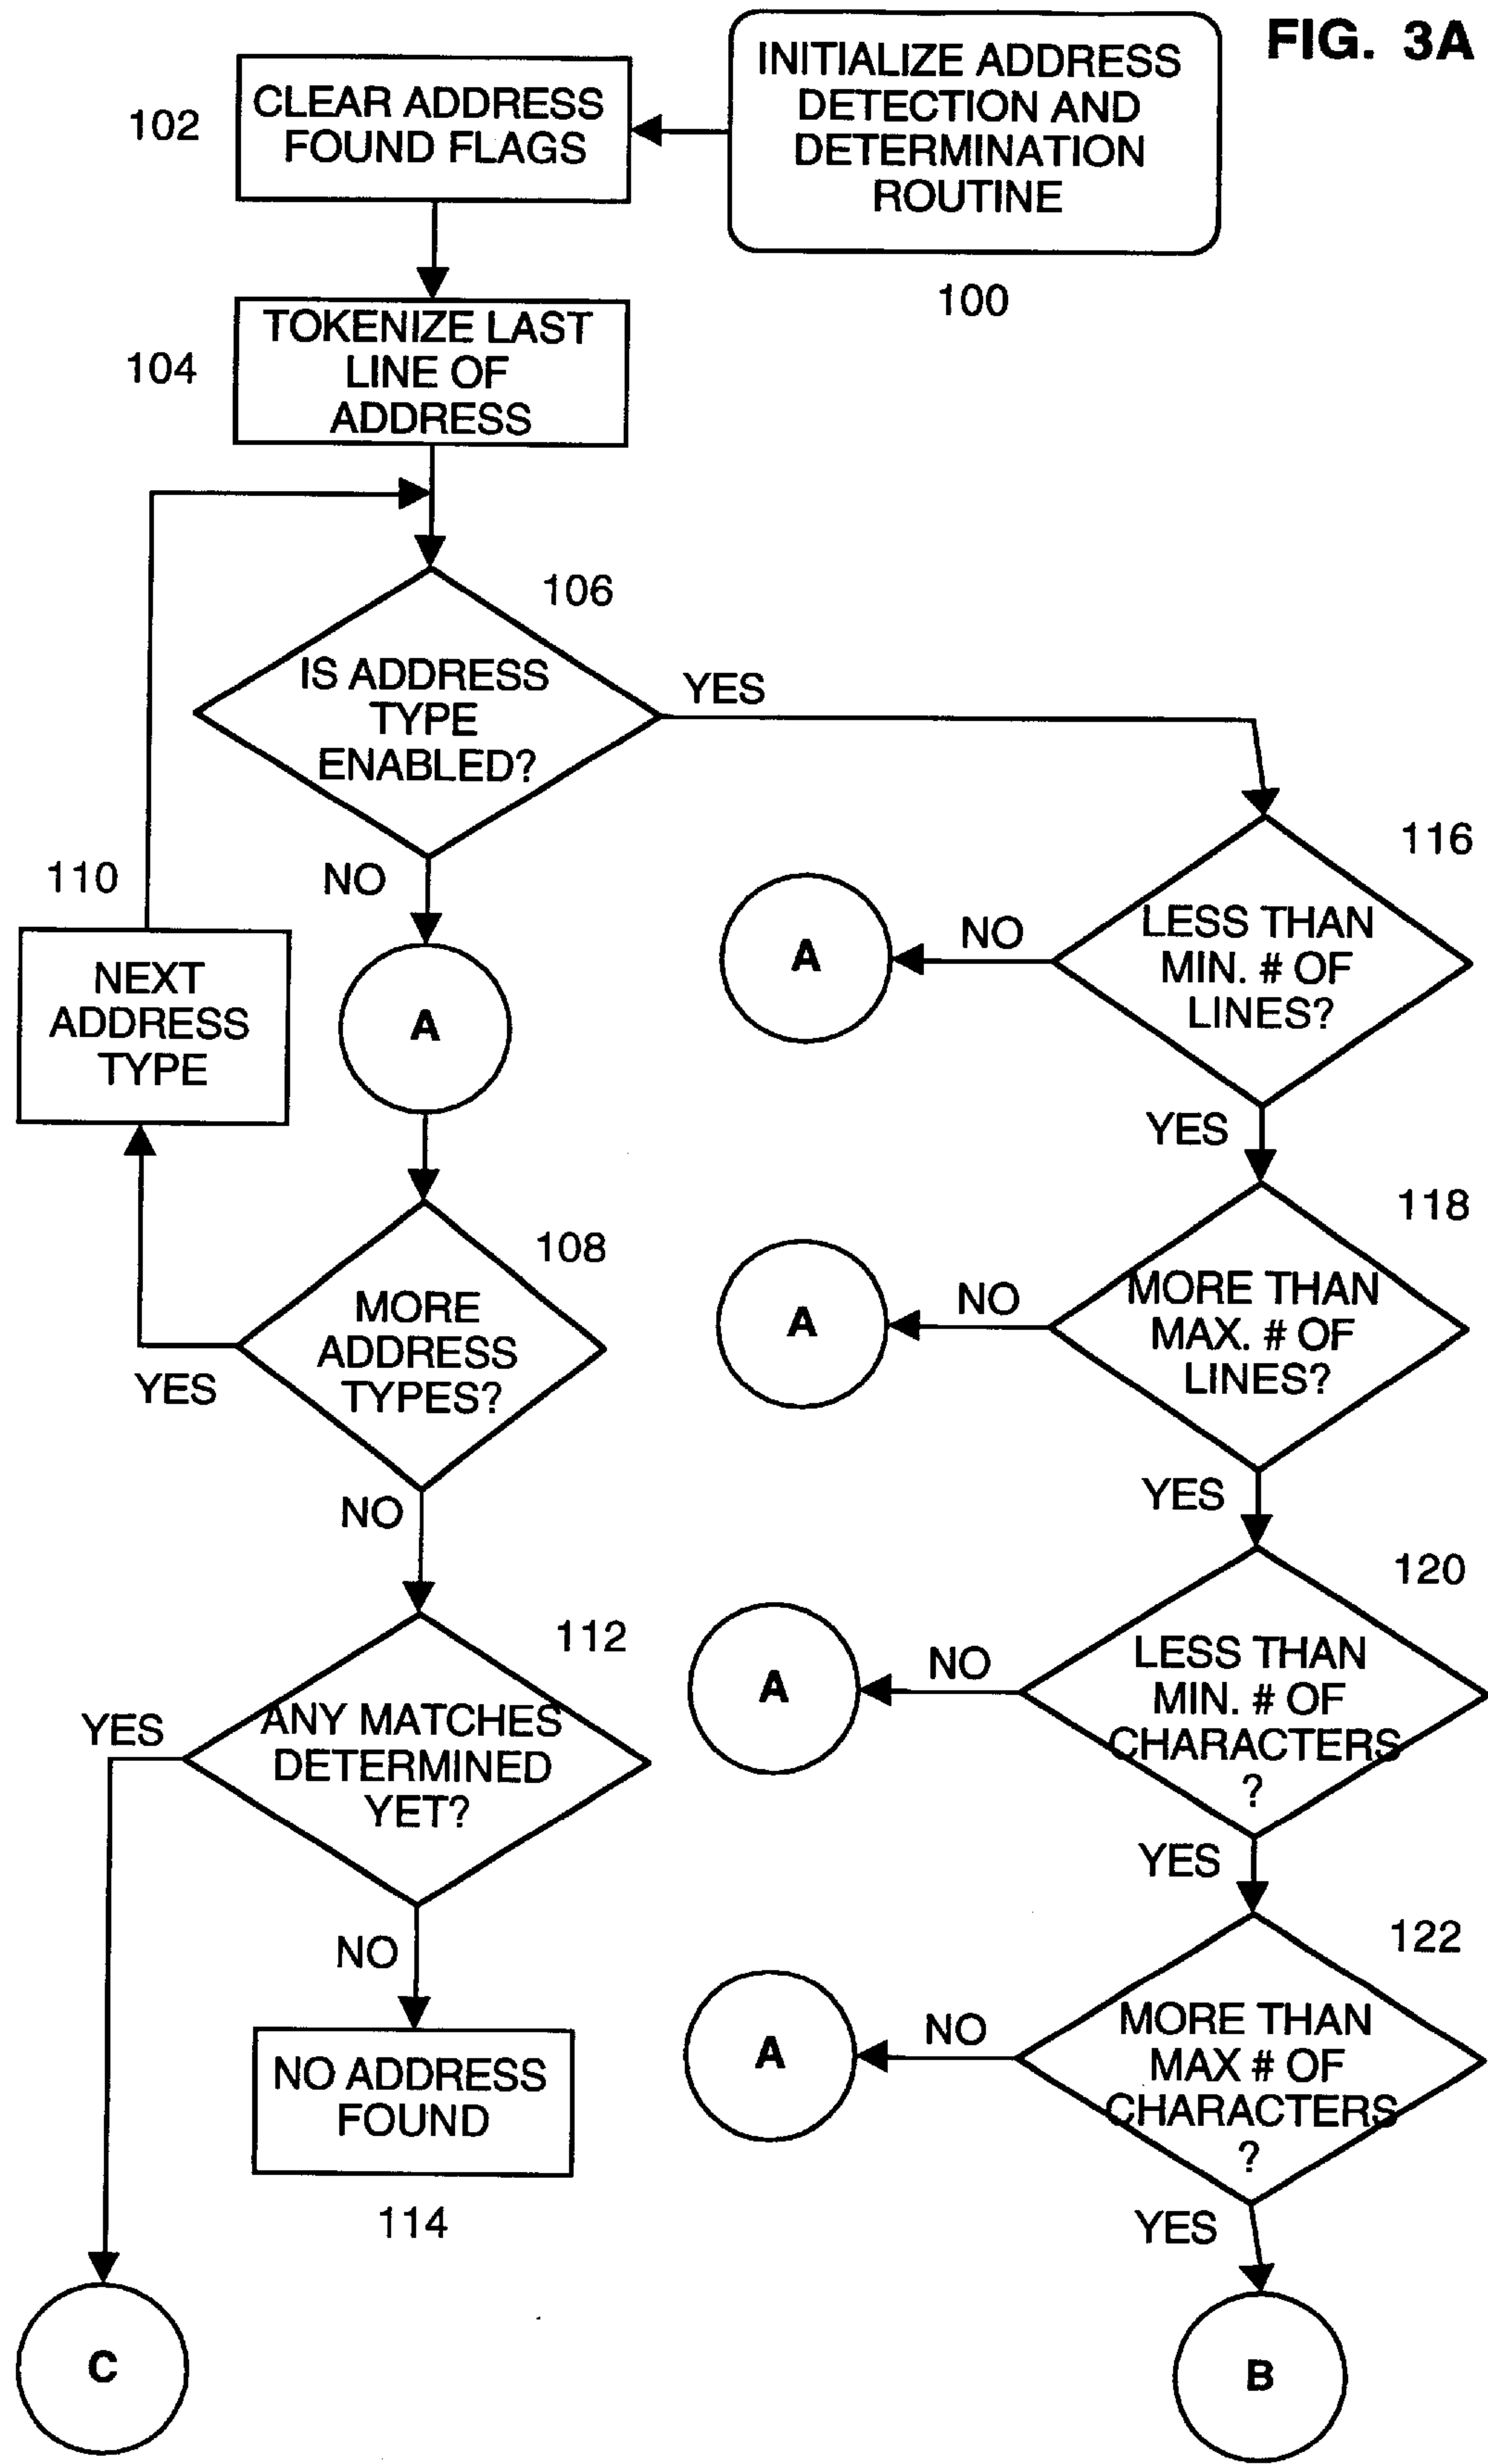 FIG. 3A
INITIALIZE ADDRESS
DETECTION AND
DETERMINATION
ROUTINE
100
102
CLEAR ADDRESS
FOUND FLAGS
104
TOKENIZE LAST
LINE OF
ADDRESS
106
IS ADDRESS
TYPE
ENABLED?
YES
NO
110
NEXT
ADDRESS
TYPE
A
108
MORE
ADDRESS
TYPES?
YES
NO
112
ANY MATCHES
DETERMINED
YET?
YES
NO
NO ADDRESS
FOUND
114
C
116
LESS THAN
MIN. # OF
LINES?
NO
A
YES
118
MORE THAN
MAX. # OF
LINES?
NO
A
YES
120
LESS THAN
MIN. # OF
CHARACTERS
?
NO
A
YES
122
MORE THAN
MAX # OF
CHARACTERS
?
NO
A
YES
B